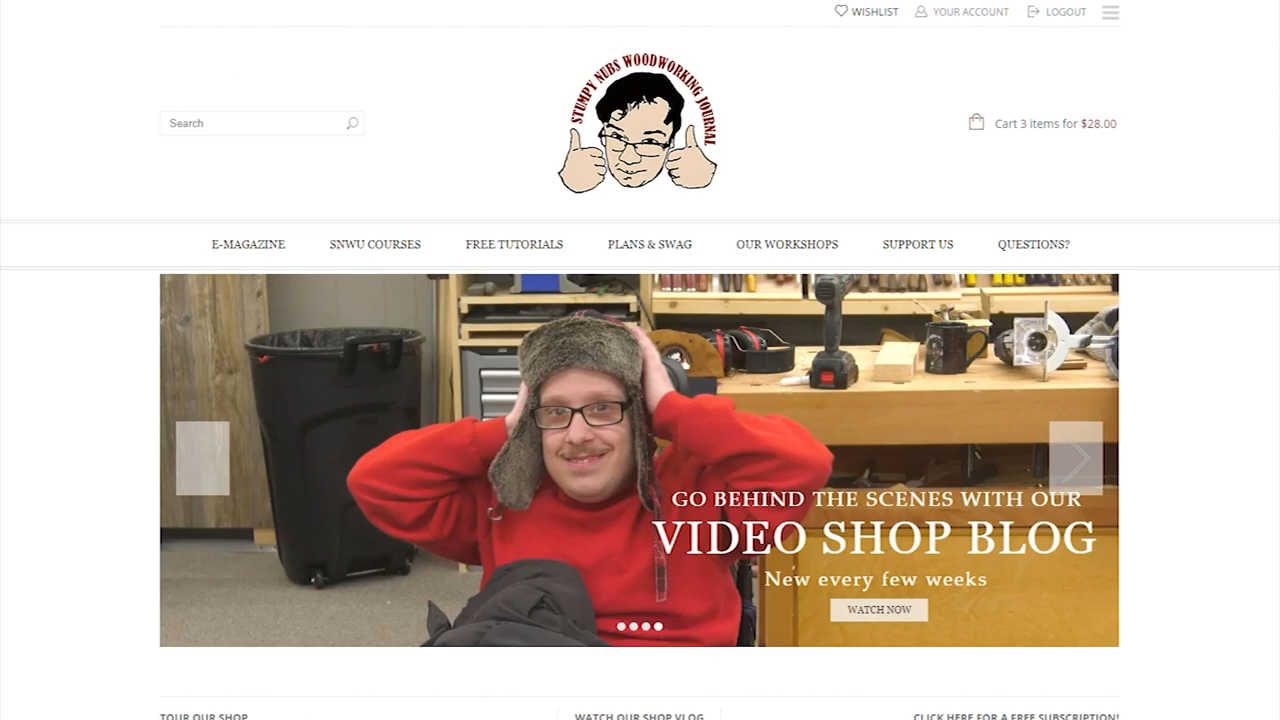 WISHLIST YOUR ACCOUNT LOGOUT
STUMPY NUBS WOODWORKING JOURNAL
Search
Cart 3 items for $28.00
E-MAGAZINE SNWU COURSES FREE TUTORIALS PLANS & SWAG OUR WORKSHOPS SUPPORT US QUESTIONS?
GO BEHIND THE SCENES WITH OUR
VIDEO SHOP BLOG
New every few weeks
WATCH NOW
TOUR OUR SHOP WATCH OUR SHOP VLOG CLICK HERE FOR A FREE SUBSCRIPTION!